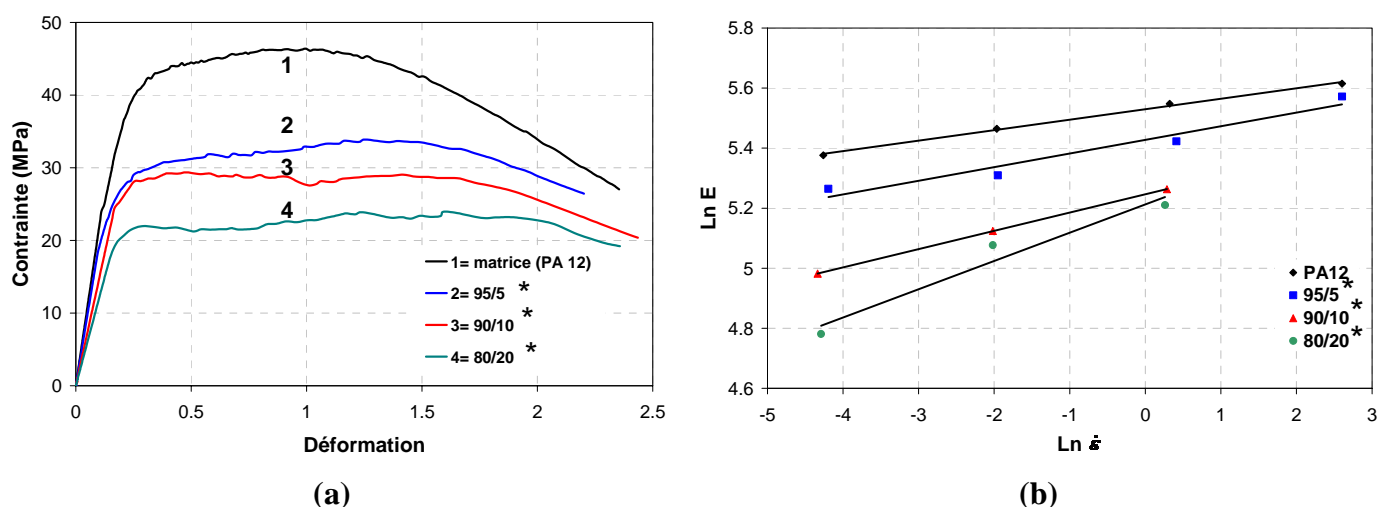 50
40
30
20
10
0
Contrainte (MPa)
1
2
3
4
1= matrice (PA 12)
2= 95/5 *
3= 90/10 *
4= 80/20 *
0 0.5 1 1.5 2 2.5
Déformation
(a)
5.8
5.6
5.4
5.2
5
4.8
4.6
Ln E
PA12
95/5 *
90/10 *
80/20 *
-5 -4 -3 -2 -1 0 1 2 3
Ln ε̇
(b)